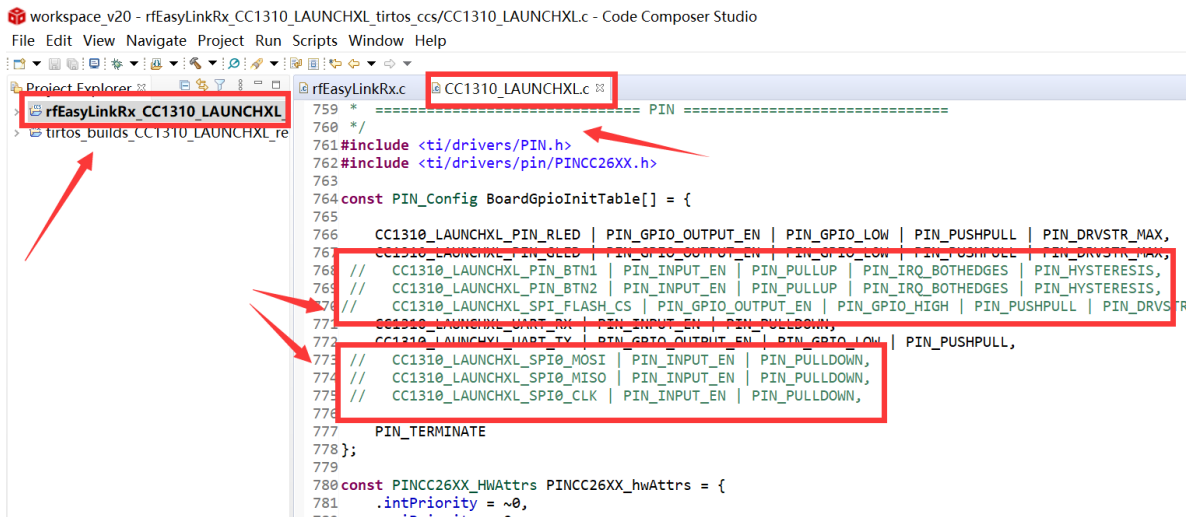 workspace_v20 - rfEasyLinkRx_CC1310_LAUNCHXL_tirtos_ccs/CC1310_LAUNCHXL.c - Code Composer Studio
File Edit View Navigate Project Run Scripts Window Help
Project Explorer
rfEasyLinkRx.c
CC1310_LAUNCHXL.c
rfEasyLinkRx_CC1310_LAUNCHXL_
tirtos_builds_CC1310_LAUNCHXL_re
759 * ============================== PIN ==============================
760 */
761 #include <ti/drivers/PIN.h>
762 #include <ti/drivers/pin/PINCC26XX.h>
763
764 const PIN_Config BoardGpioInitTable[] = {
765
766 CC1310_LAUNCHXL_PIN_RLED | PIN_GPIO_OUTPUT_EN | PIN_GPIO_LOW | PIN_PUSHPULL | PIN_DRVSTR_MAX,
767 CC1310_LAUNCHXL_PIN_GLED | PIN_GPIO_OUTPUT_EN | PIN_GPIO_LOW | PIN_PUSHPULL | PIN_DRVSTR_MAX,
768 // CC1310_LAUNCHXL_PIN_BTN1 | PIN_INPUT_EN | PIN_PULLUP | PIN_IRQ_BOTHEDGES | PIN_HYSTERESIS,
769 // CC1310_LAUNCHXL_PIN_BTN2 | PIN_INPUT_EN | PIN_PULLUP | PIN_IRQ_BOTHEDGES | PIN_HYSTERESIS,
770 // CC1310_LAUNCHXL_SPI_FLASH_CS | PIN_GPIO_OUTPUT_EN | PIN_GPIO_HIGH | PIN_PUSHPULL | PIN_DRVSTR
771 CC1310_LAUNCHXL_UART_RX | PIN_INPUT_EN | PIN_PULLDOWN,
772 CC1310_LAUNCHXL_UART_TX | PIN_GPIO_OUTPUT_EN | PIN_GPIO_LOW | PIN_PUSHPULL,
773 // CC1310_LAUNCHXL_SPI0_MOSI | PIN_INPUT_EN | PIN_PULLDOWN,
774 // CC1310_LAUNCHXL_SPI0_MISO | PIN_INPUT_EN | PIN_PULLDOWN,
775 // CC1310_LAUNCHXL_SPI0_CLK | PIN_INPUT_EN | PIN_PULLDOWN,
776
777 PIN_TERMINATE
778 };
779
780 const PINCC26XX_HWAttrs PINCC26XX_hwAttrs = {
781 .intPriority = ~0,